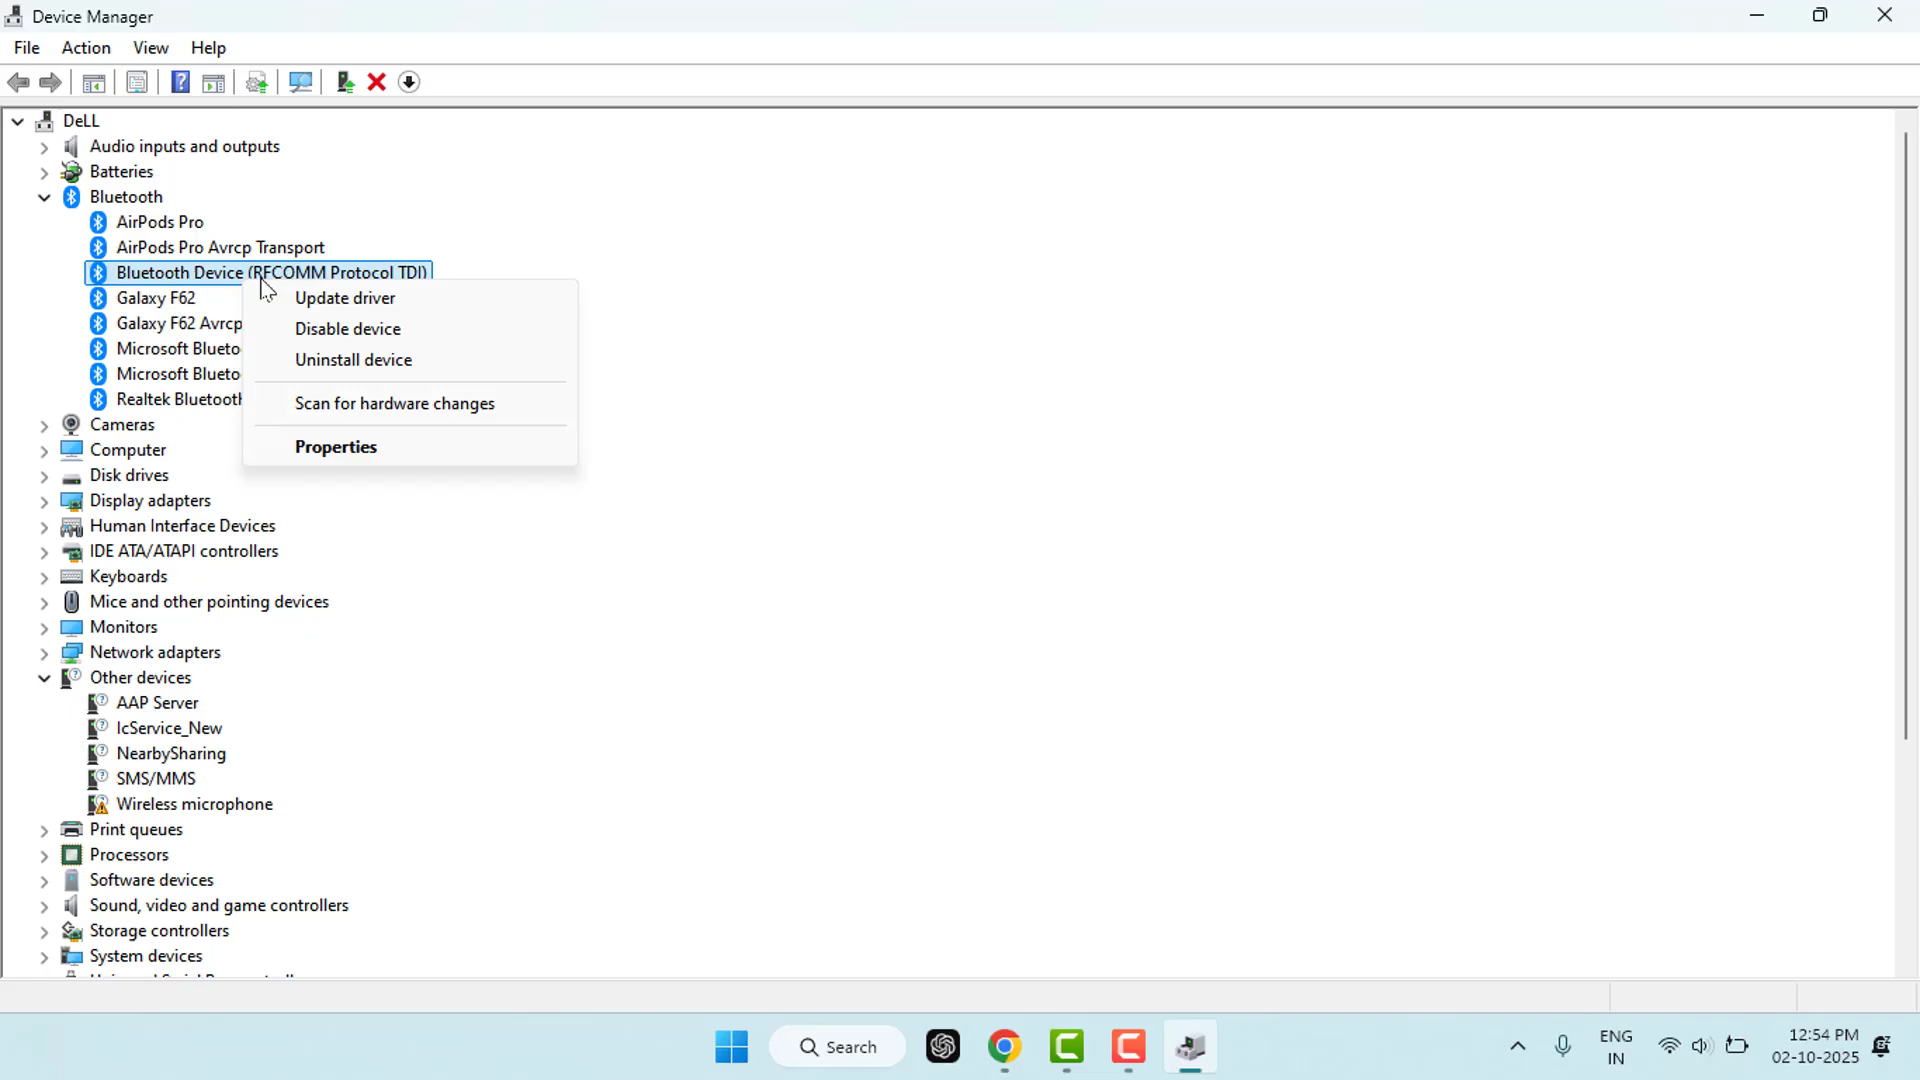 Device Manager
File Action View Help
DeLL
Audio inputs and outputs
Batteries
Bluetooth
AirPods Pro
AirPods Pro Avrcp Transport
Bluetooth Device (RFCOMM Protocol TDI)
Galaxy F62
Galaxy F62 Avrcp
Microsoft
Microsoft
Realtek
Update driver
Disable device
Uninstall device
Scan for hardware changes
Properties
Cameras
Computer
Disk drives
Display adapters
Human Interface Devices
IDE ATA/ATAPI controllers
Keyboards
Mice and other pointing devices
Monitors
Network adapters
Other devices
AAP Server
IcService_New
NearbySharing
SMS/MMS
Wireless microphone
Print queues
Processors
Software devices
Sound, video and game controllers
Storage controllers
System devices
Search
ENG
IN
12:54 PM
02-10-2025